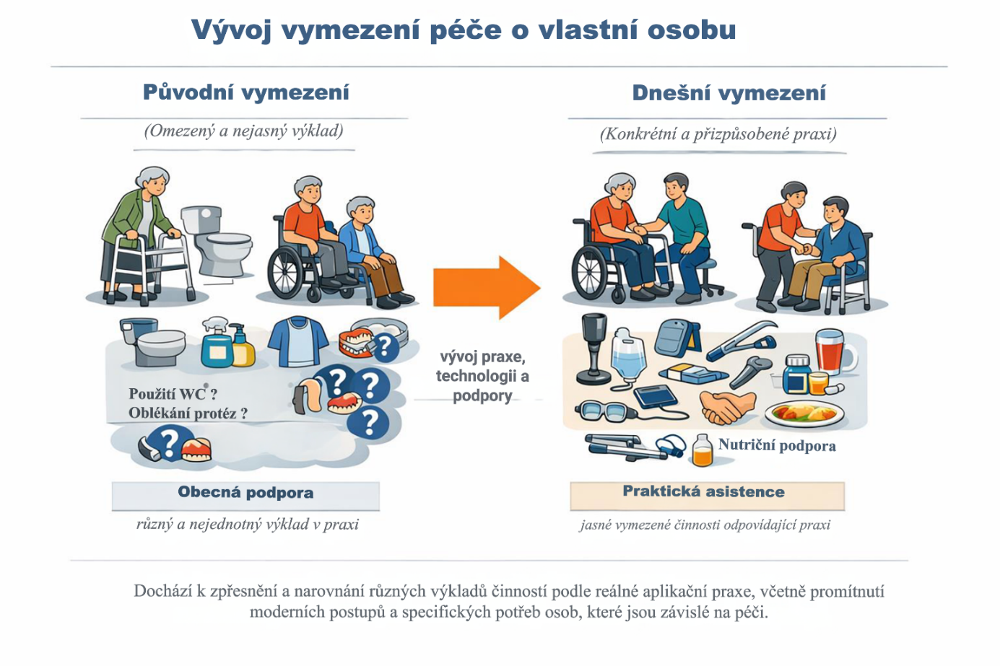 Vývoj vymezení péče o vlastní osobu
Původní vymezení
(Omezený a nejasný výklad)
Použití WC ?
Oblékání protéz ?
Obecná podpora
různý a nejednotný výklad v praxi
vývoj praxe,
technologii a
podpory
Dnešní vymezení
(Konkrétní a přizpůsobené praxi)
Nutriční podpora
Praktická asistence
jasné vymezené činnosti odpovídající praxi
Dochází k zpřesnění a narovnání různých výkladů činností podle reálné aplikační praxe, včetně promítnutí
moderních postupů a specifických potřeb osob, které jsou závislé na péči.